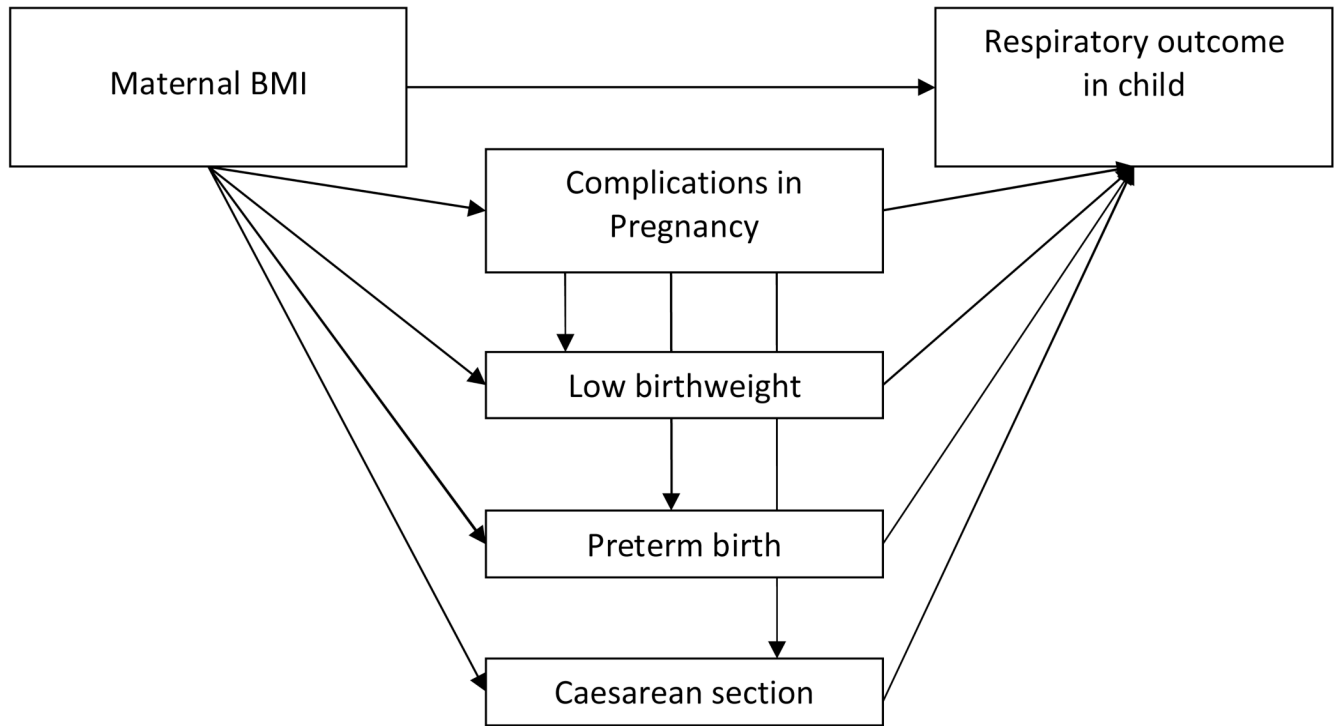 Maternal BMI
Respiratory outcome
in child
Complications in
Pregnancy
Low birthweight
Preterm birth
Caesarean section